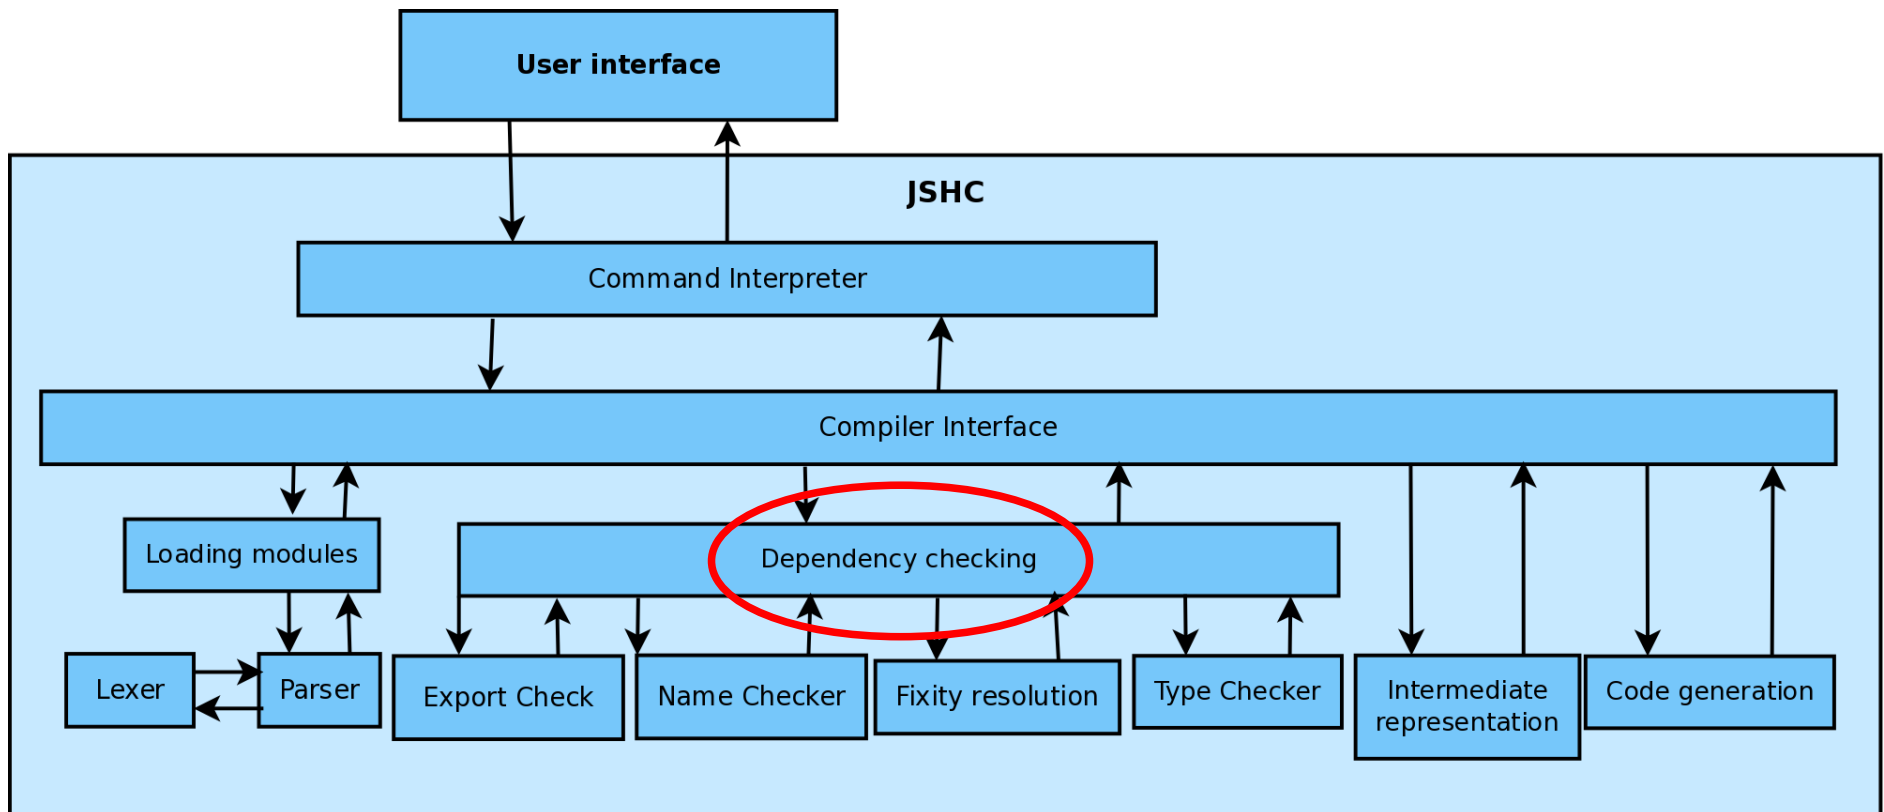 User interface
JSHC
Command Interpreter
Compiler Interface
Loading modules
Dependency checking
Lexer
Parser
Export Check
Name Checker
Fixity resolution
Type Checker
Intermediate
representation
Code generation